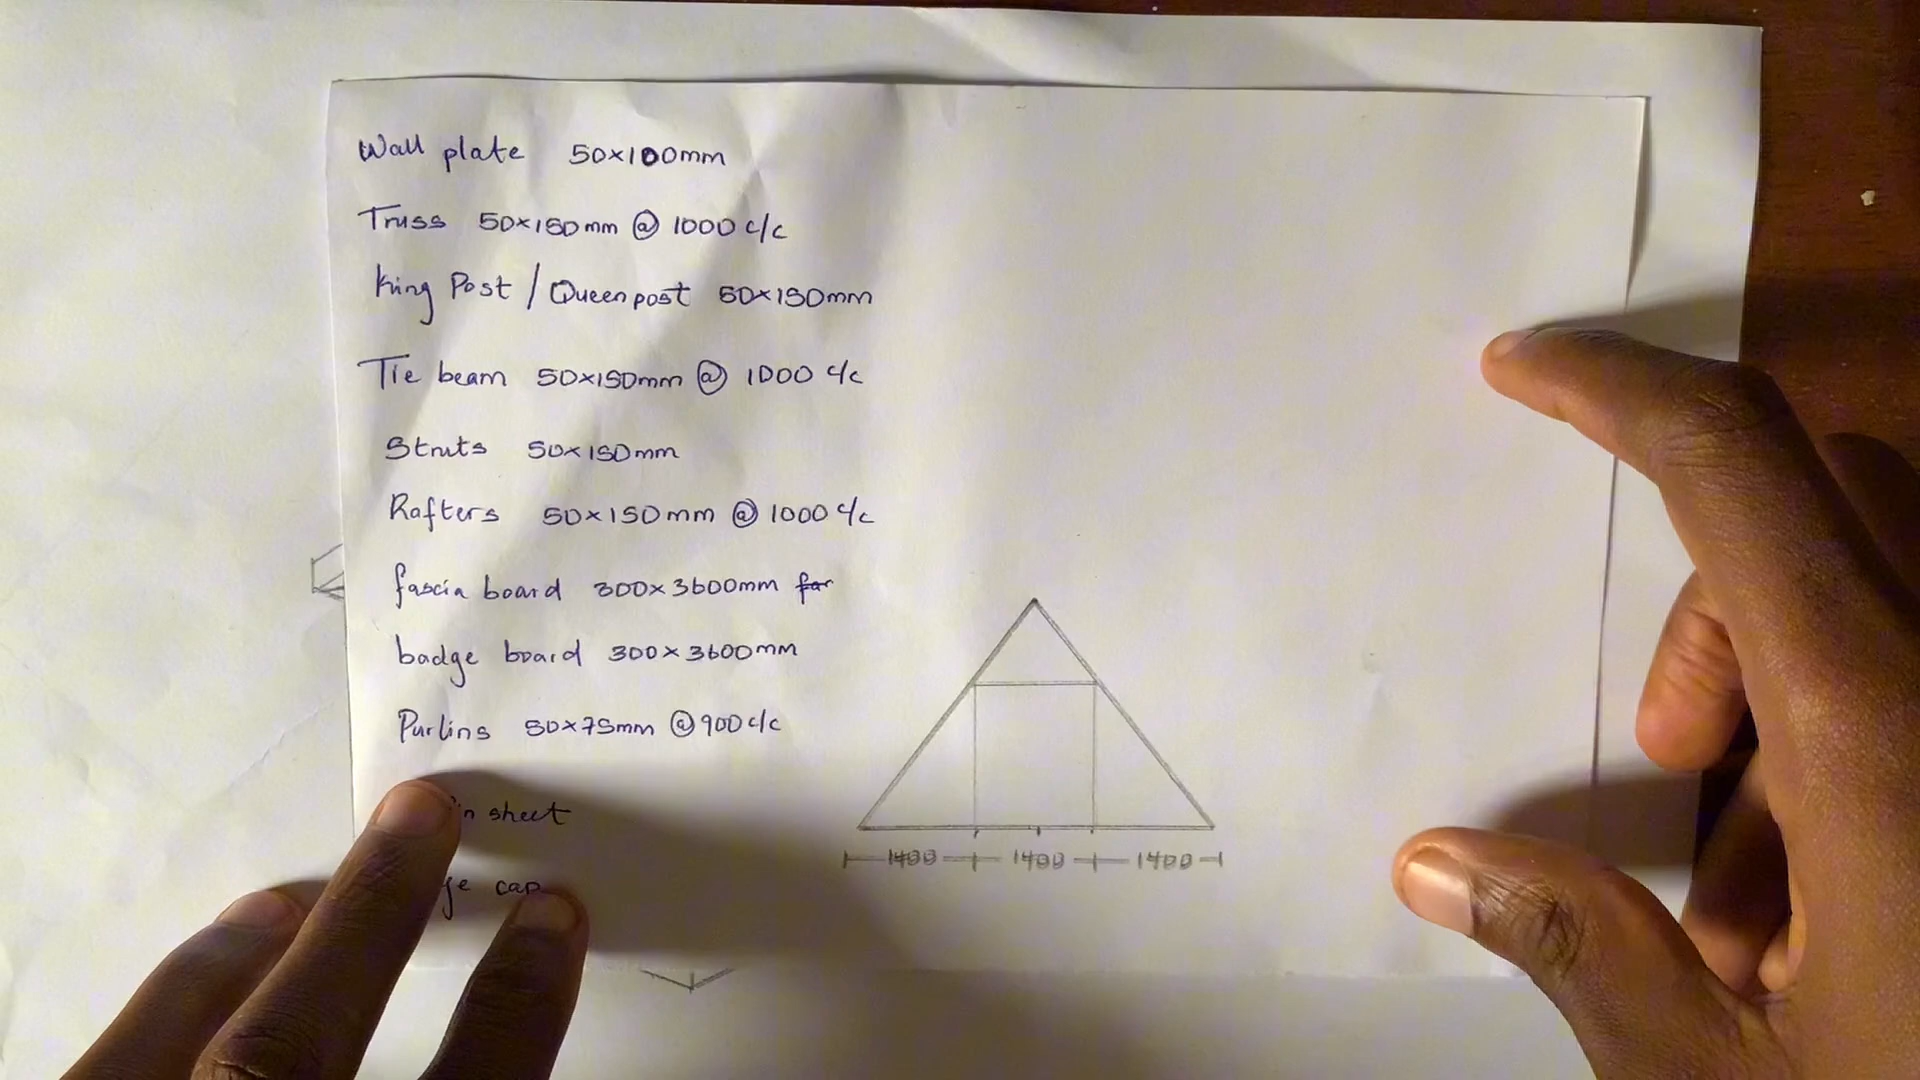 Wall plate 50x100mm
Truss 50x150mm @ 1000 c/c
King Post / Queen post 50x150mm
Tie beam 50x150mm @ 1000 c/c
Struts 50x150mm
Rafters 50x150mm @ 1000 c/c
fascia board 300x3600mm for
badge board 300x3600mm
Purlins 50x75mm @ 900 c/c
sheet
cap
1400 1400 1400